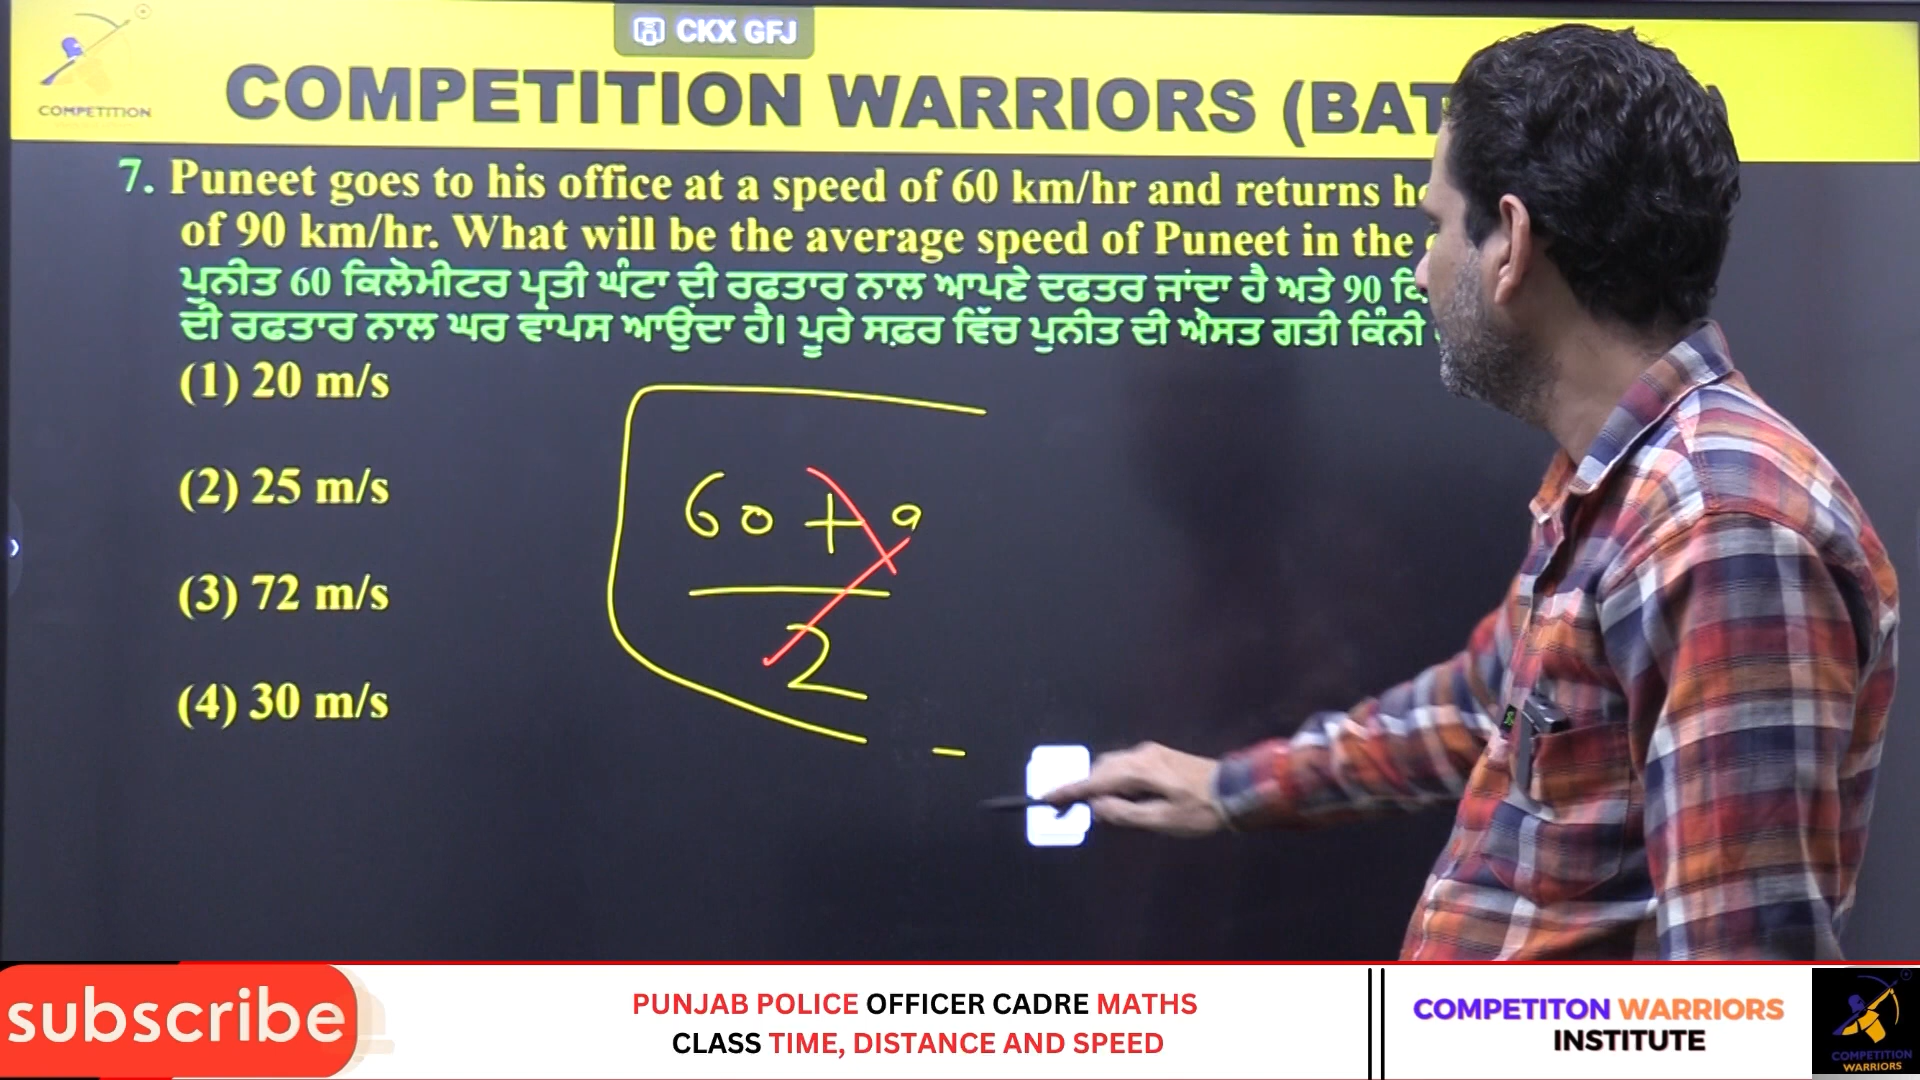 CKX GFJ
COMPETITION
COMPETITION WARRIORS (BAT
7. Puneet goes to his office at a speed of 60 km/hr and returns
of 90 km/hr. What will be the average speed of Puneet in the
ਪੁਨੀਤ 60 ਕਿਲੋਮੀਟਰ ਪ੍ਰਤੀ ਘੰਟਾ ਦੀ ਰਫਤਾਰ ਨਾਲ ਆਪਣੇ ਦਫਤਰ ਜਾਂਦਾ ਹੈ ਅਤੇ 90
ਦੀ ਰਫਤਾਰ ਨਾਲ ਘਰ ਵਾਪਸ ਆਉਂਦਾ ਹੈ। ਪੂਰੇ ਸਫ਼ਰ ਵਿੱਚ ਪੁਨੀਤ ਦੀ ਔਸਤ ਗਤੀ ਕਿੰਨੀ
(1) 20 m/s
(2) 25 m/s
(3) 72 m/s
(4) 30 m/s
60 + 9
2
subscribe
PUNJAB POLICE OFFICER CADRE MATHS
CLASS TIME, DISTANCE AND SPEED
COMPETITON WARRIORS
INSTITUTE
COMPETITION
WARRIORS